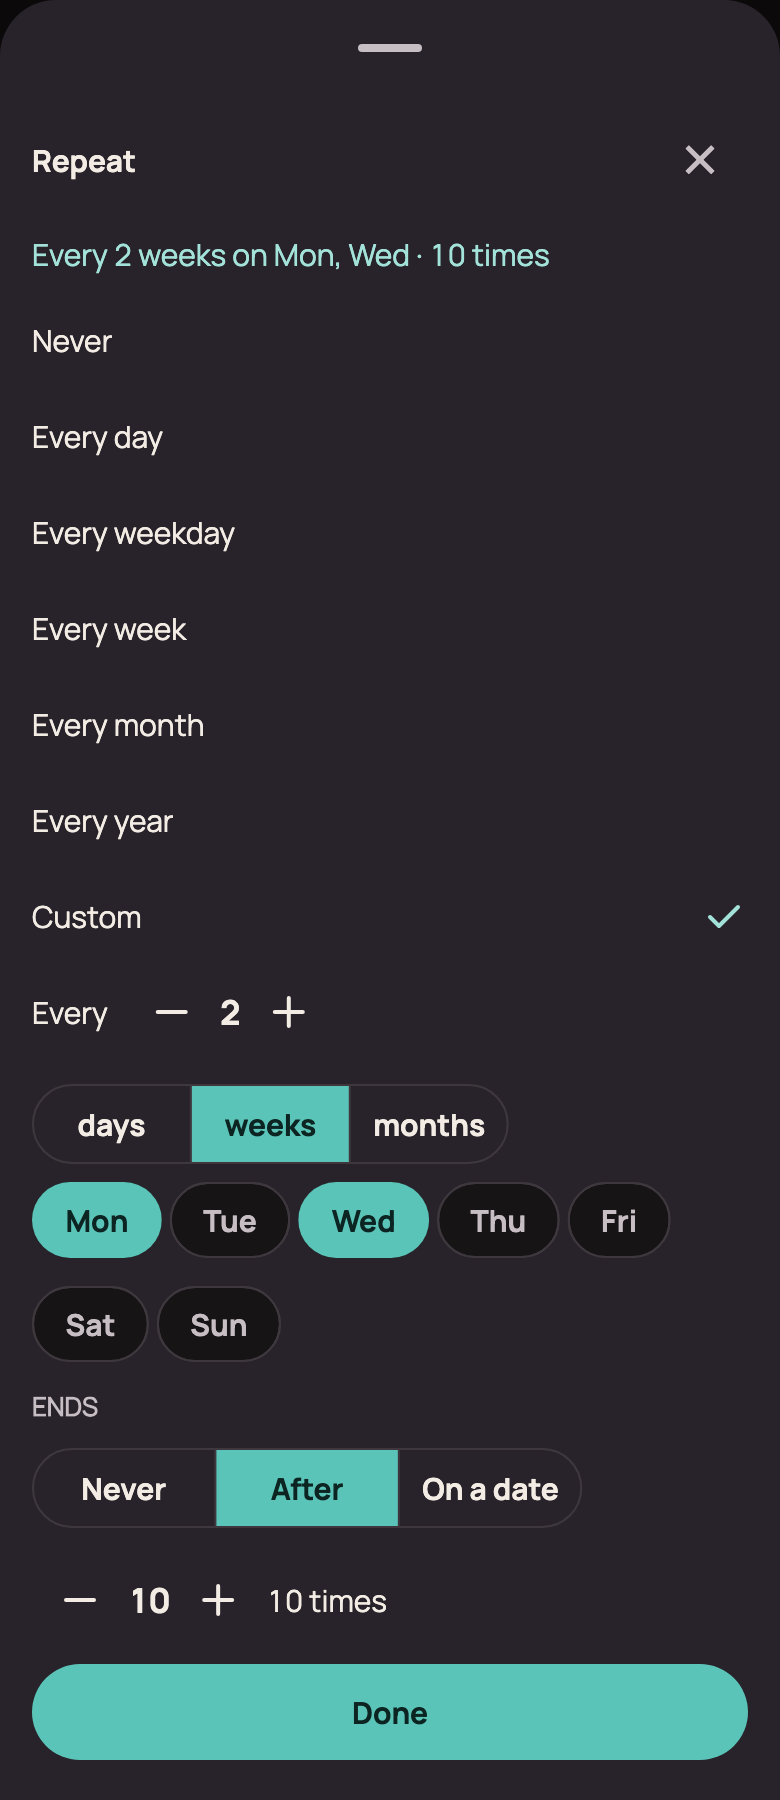 Repeat
Every 2 weeks on Mon, Wed · 10 times
Never
Every day
Every weekday
Every week
Every month
Every year
Custom
Every 2
days weeks months
Mon Tue Wed Thu Fri
Sat Sun
ENDS
Never After On a date
10 10 times
Done